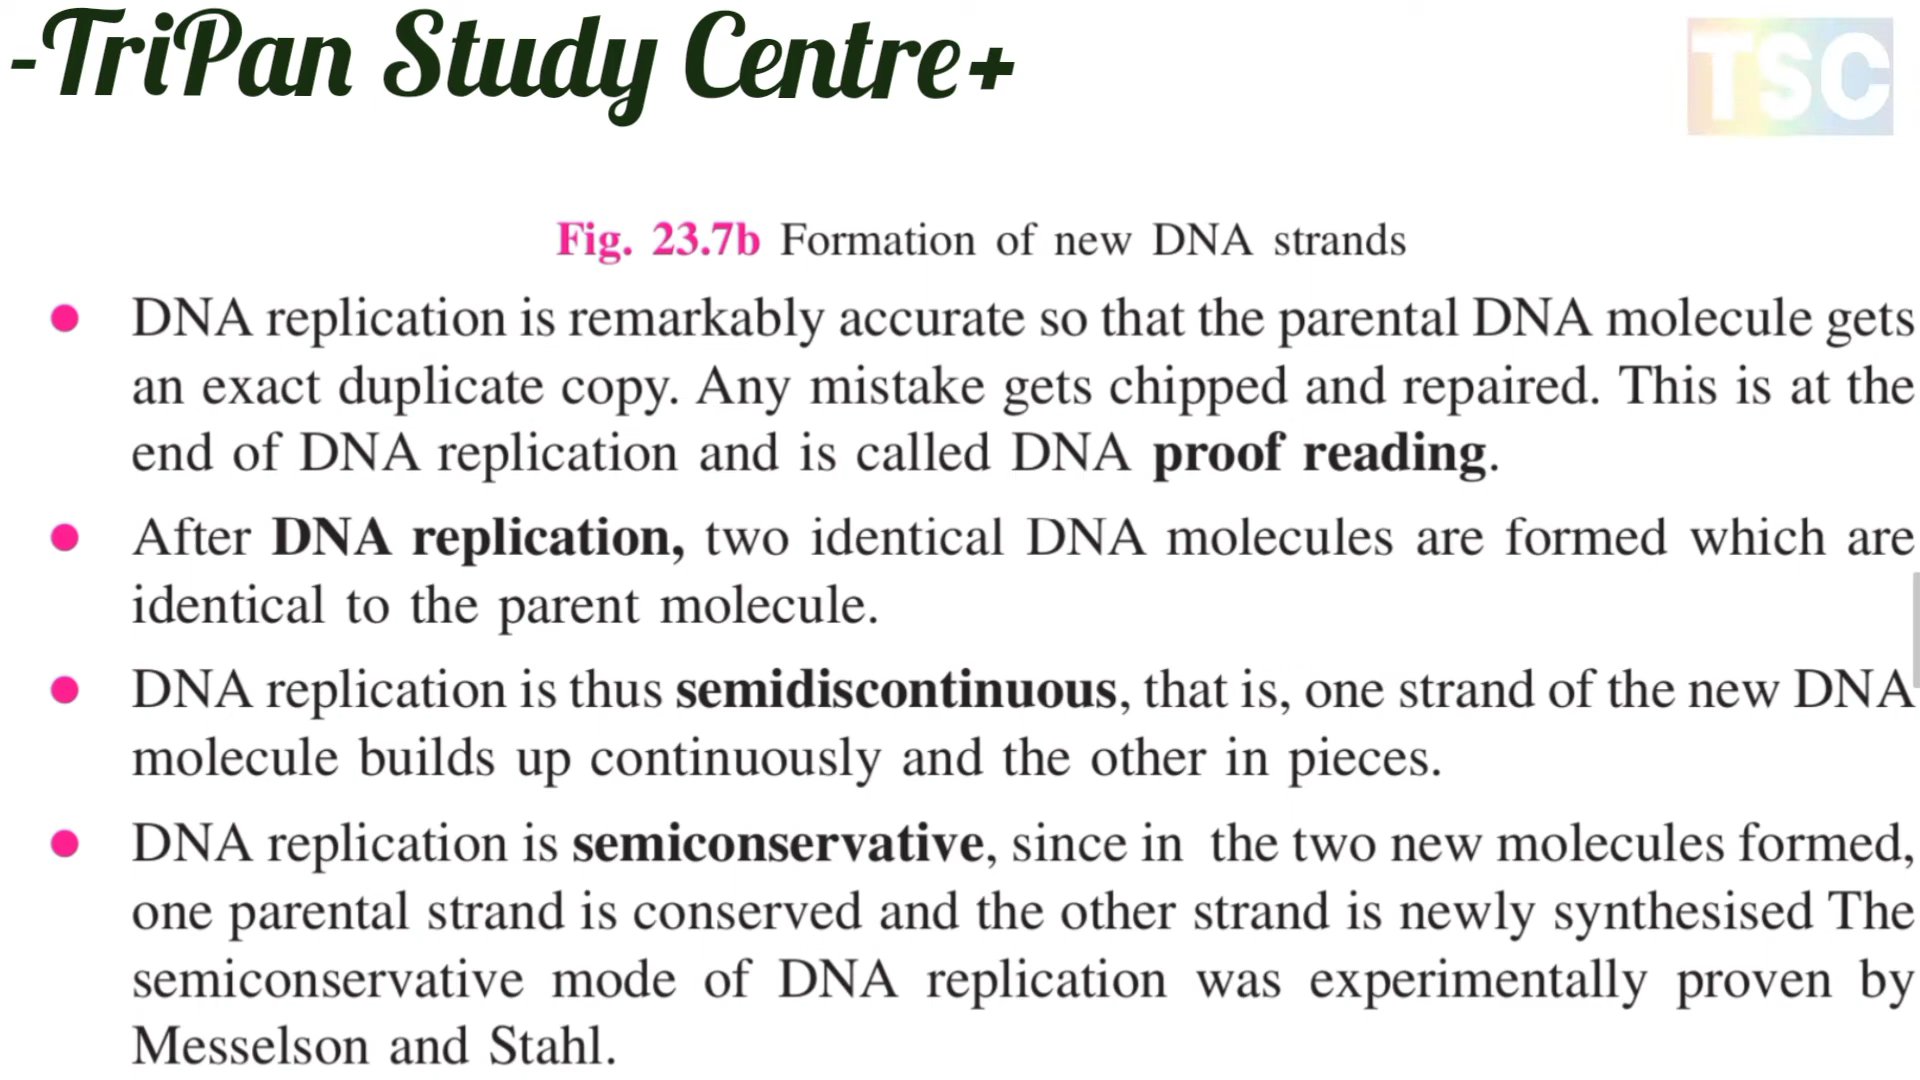 -TriPan Study Centre+
TSC
Fig. 23.7b Formation of new DNA strands
● DNA replication is remarkably accurate so that the parental DNA molecule gets
an exact duplicate copy. Any mistake gets chipped and repaired. This is at the
end of DNA replication and is called DNA proof reading.
● After DNA replication, two identical DNA molecules are formed which are
identical to the parent molecule.
● DNA replication is thus semidiscontinuous, that is, one strand of the new DNA
molecule builds up continuously and the other in pieces.
● DNA replication is semiconservative, since in the two new molecules formed,
one parental strand is conserved and the other strand is newly synthesised The
semiconservative mode of DNA replication was experimentally proven by
Messelson and Stahl.